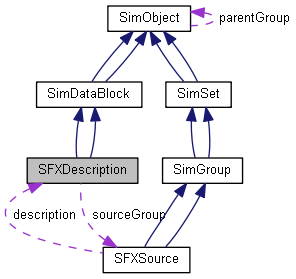 SimObject
parentGroup
SimDataBlock
SimSet
SFXDescription
SimGroup
description
sourceGroup
SFXSource